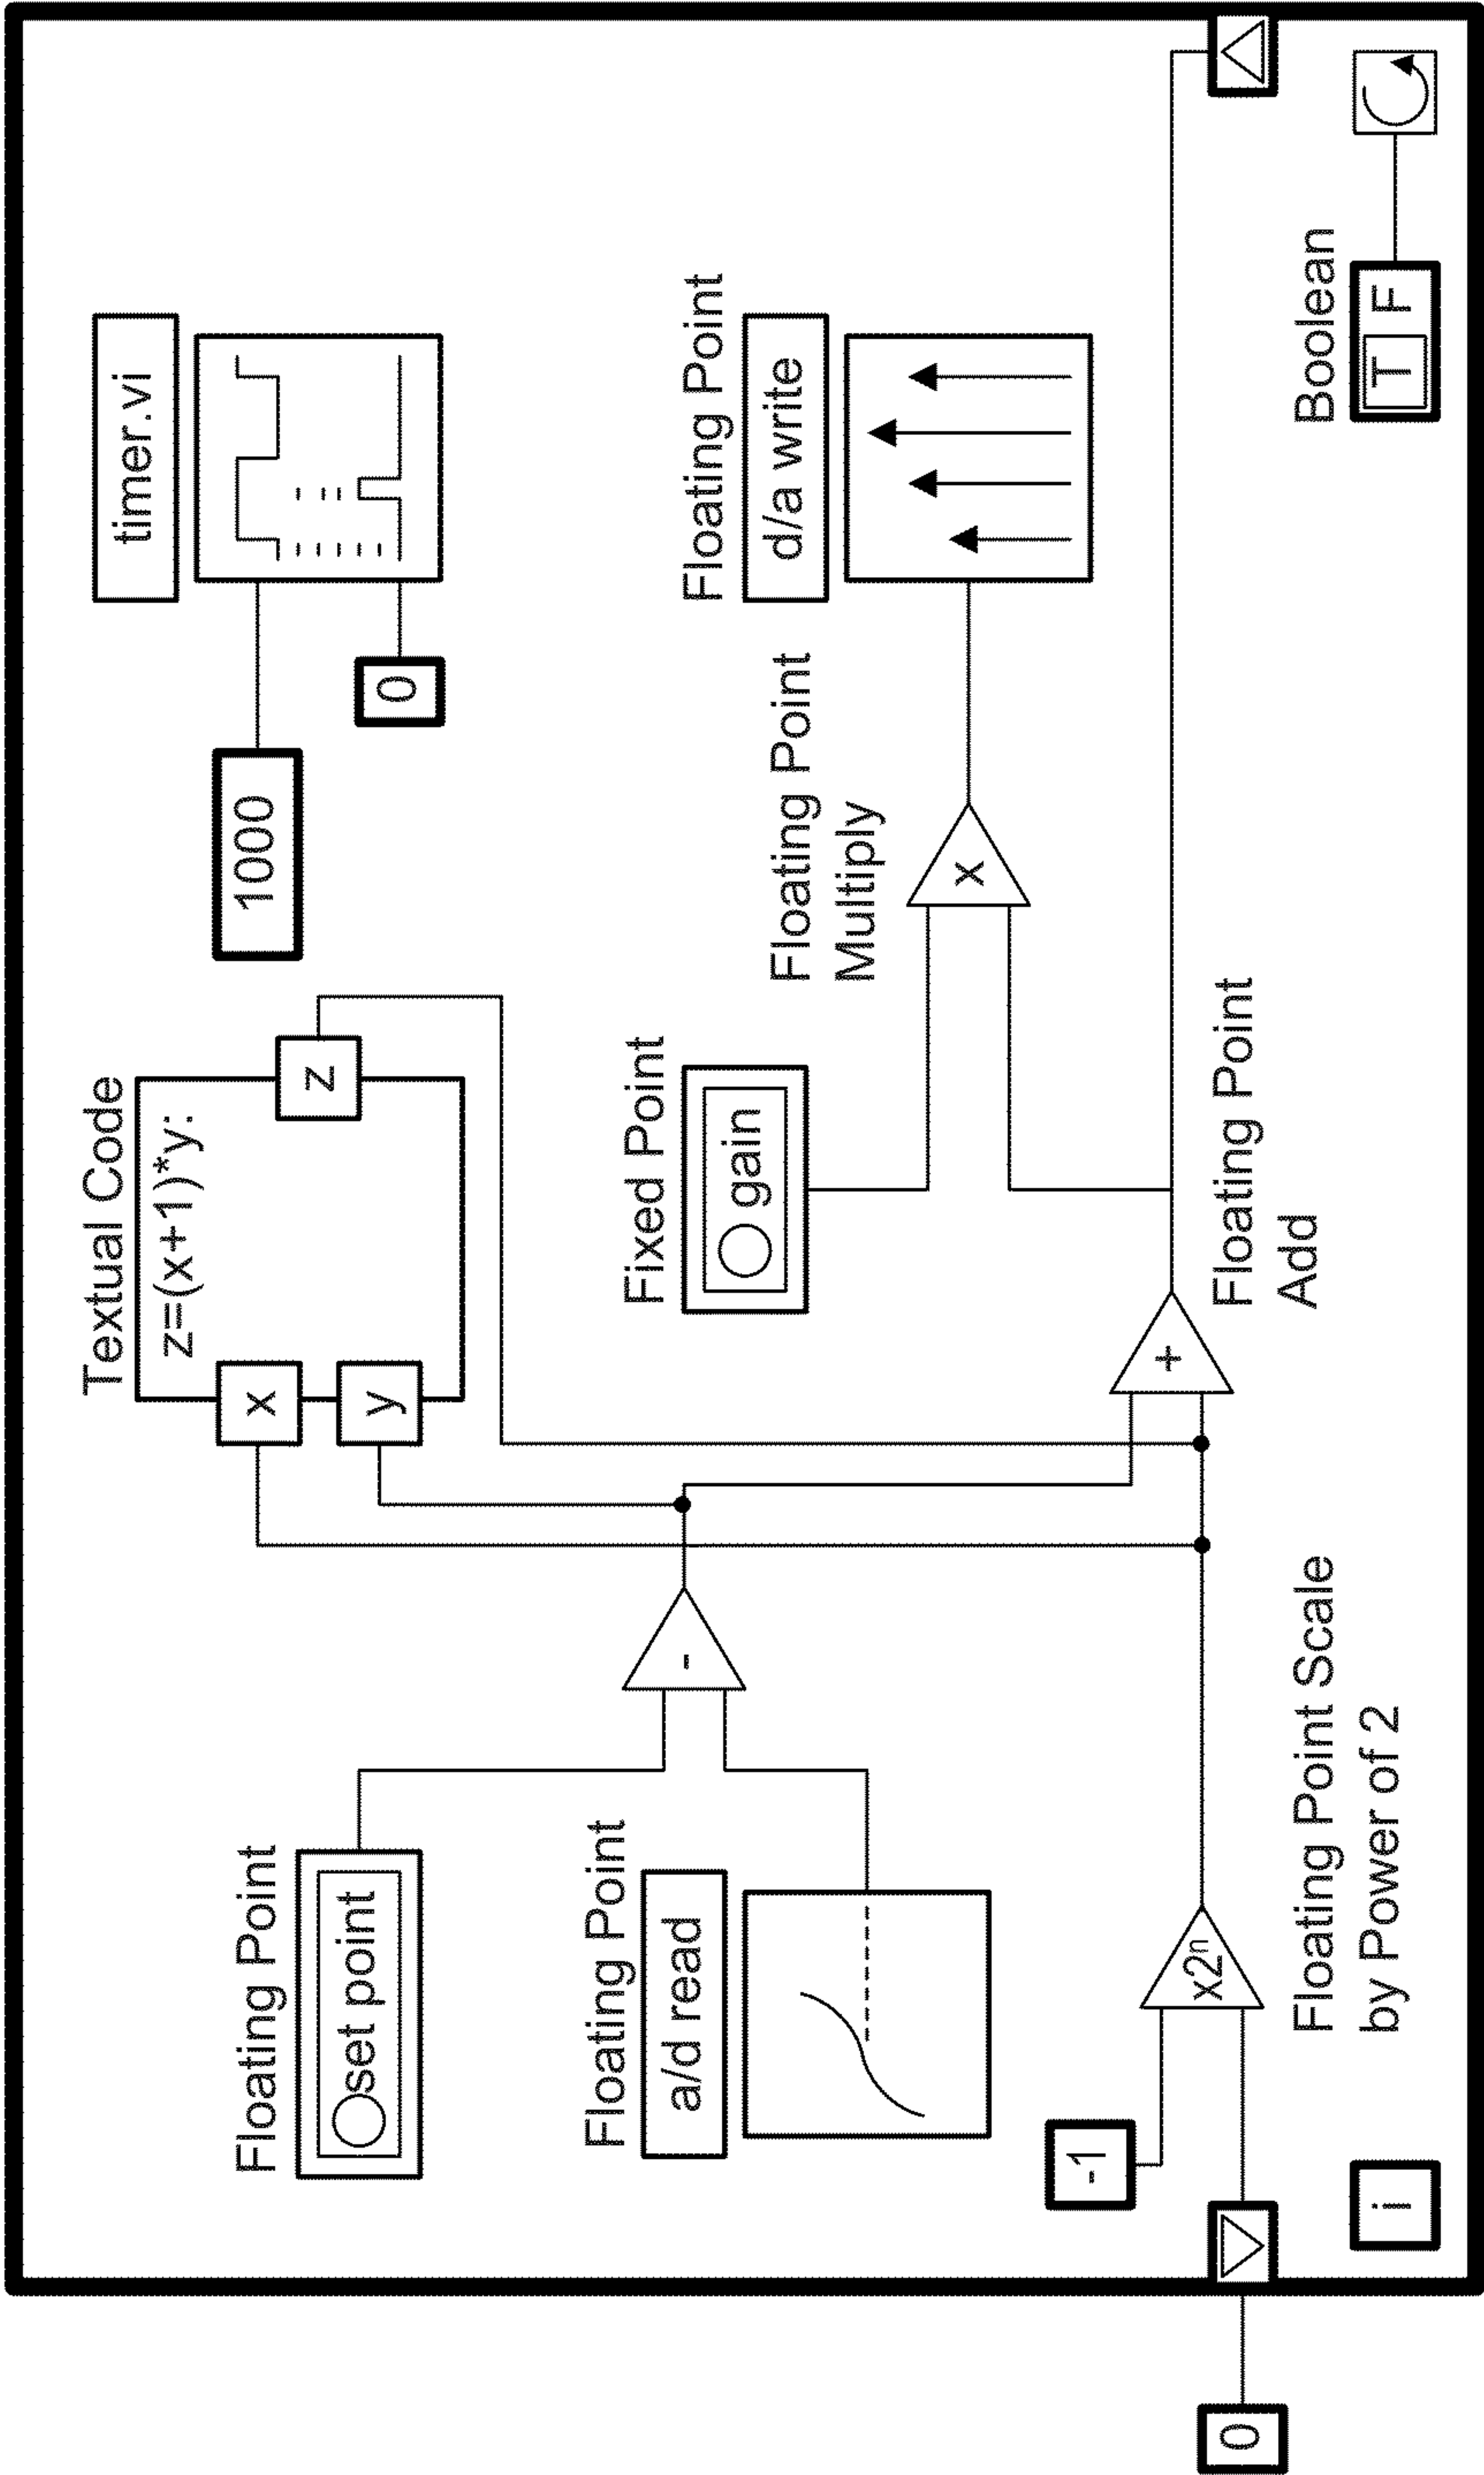 Textual Code
z=(x+1)*y:
x
y
z
timer.vi
1000
0
Floating Point
set point
Floating Point
a/d read
-
Fixed Point
gain
Floating Point
Multiply
x
Floating Point
d/a write
-1
x2ⁿ
Floating Point Scale
by Power of 2
+
Floating Point
Add
0
i
Boolean
T F